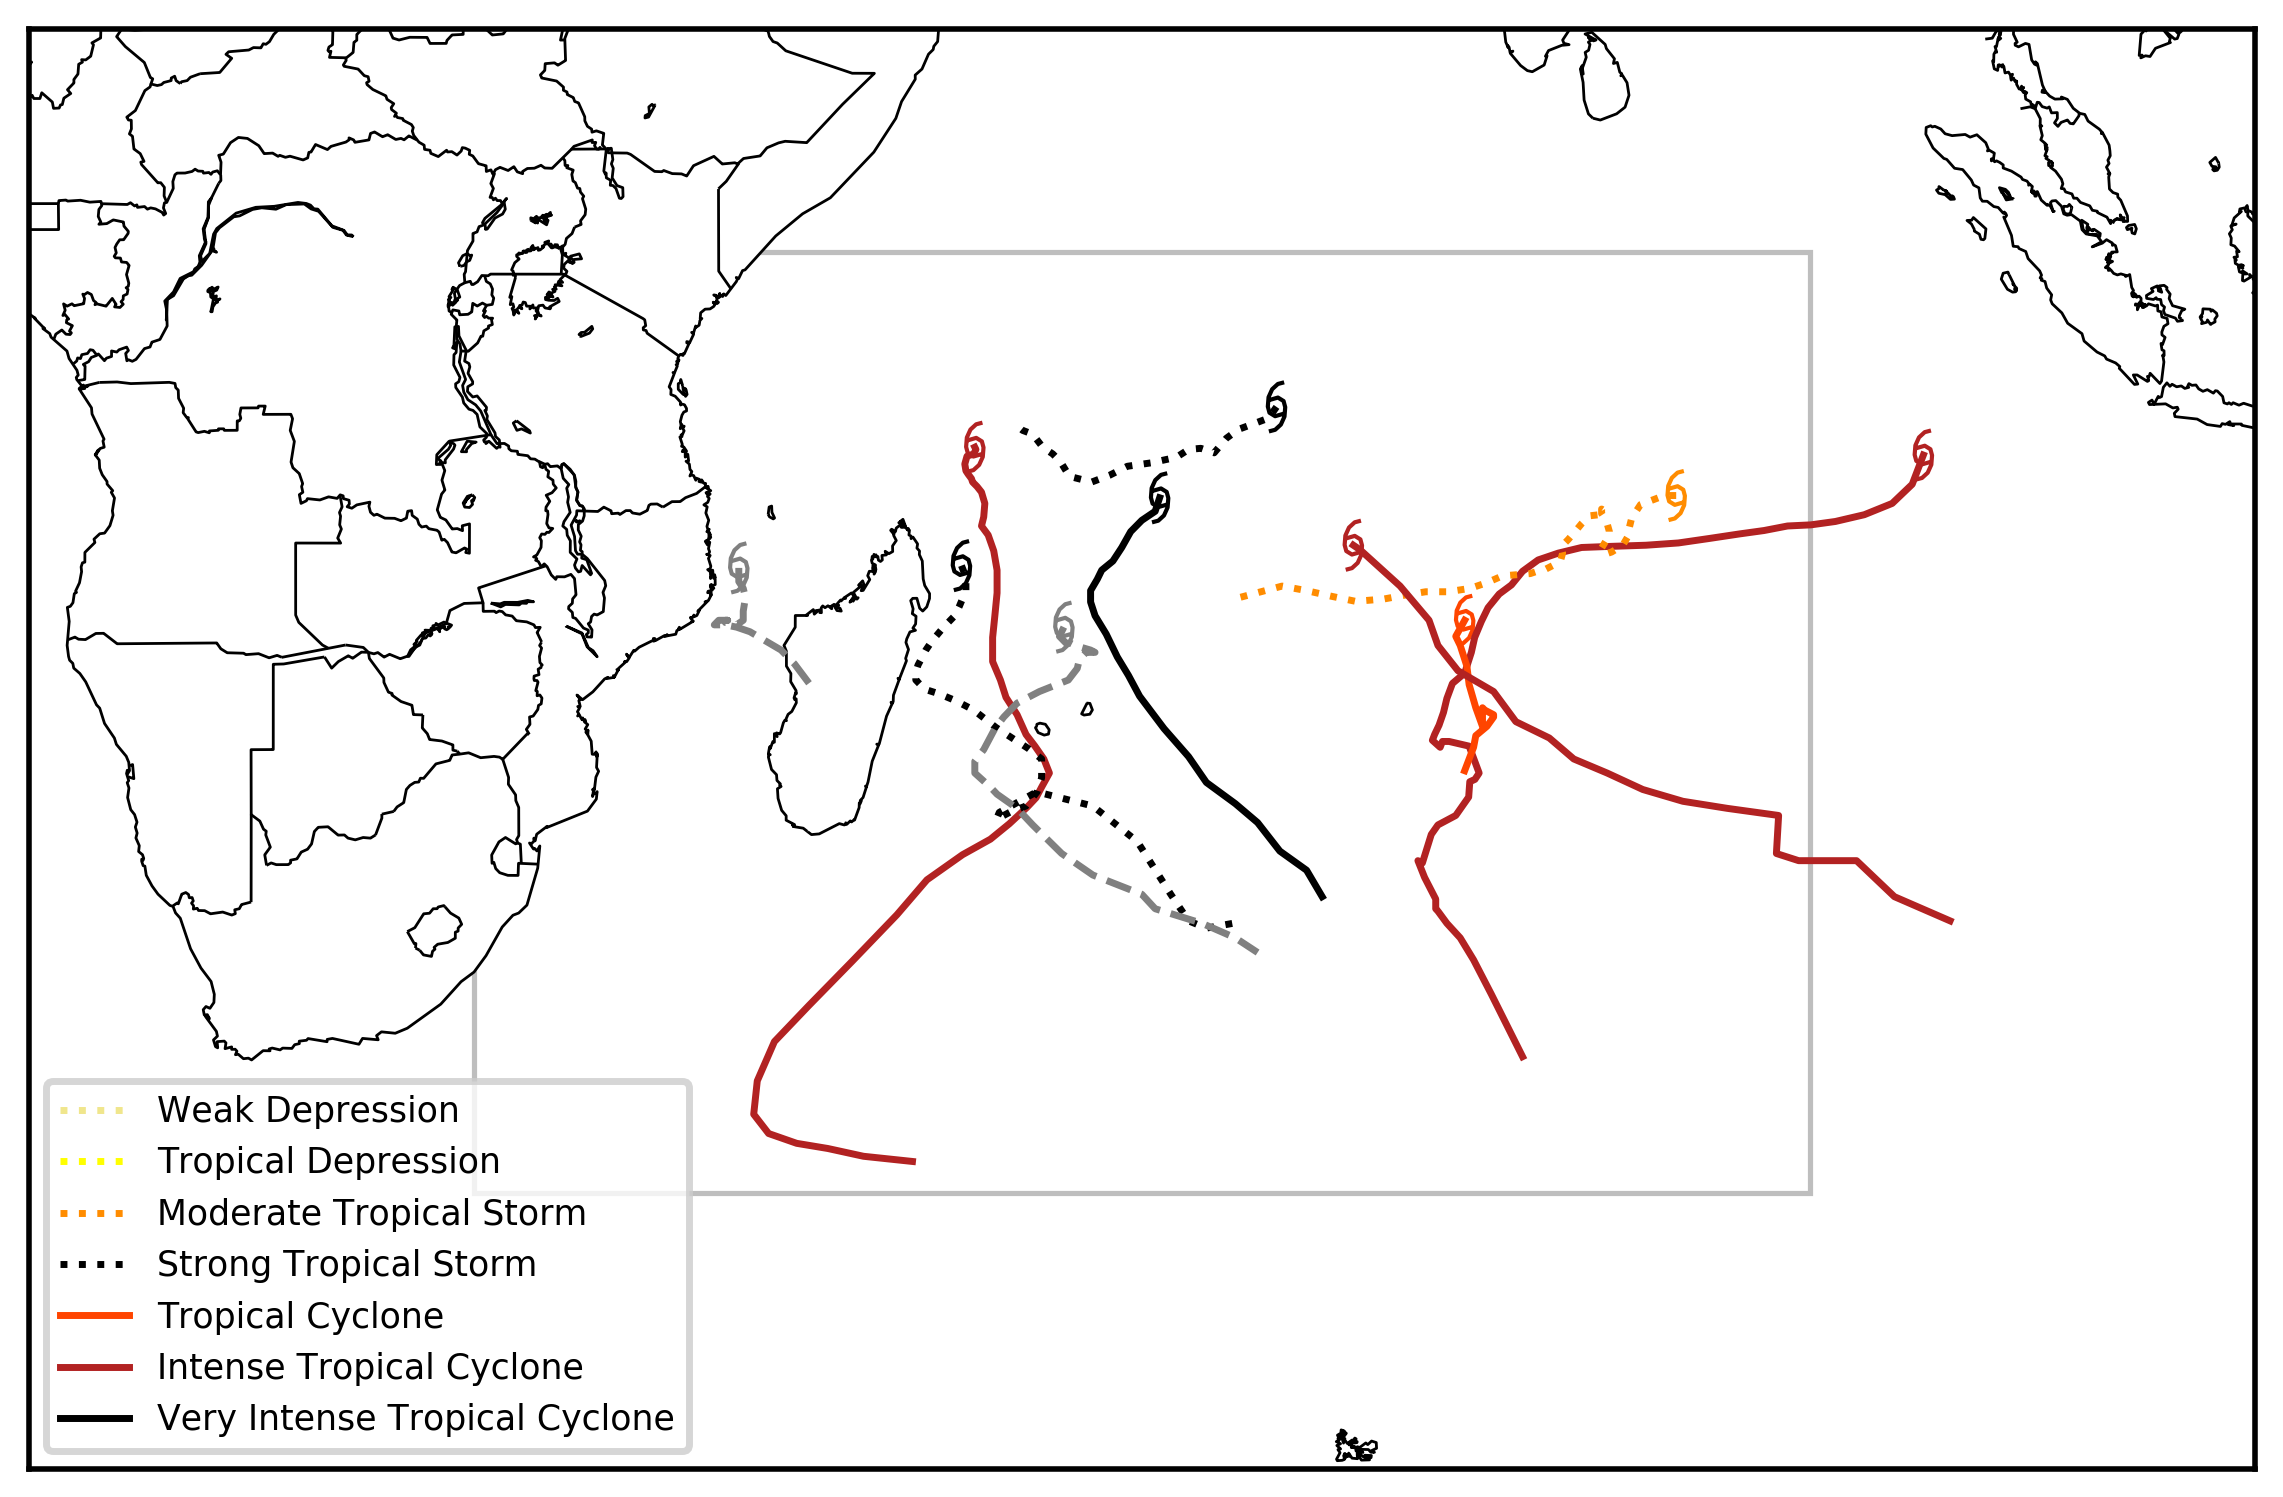 Weak Depression
Tropical Depression
Moderate Tropical Storm
Strong Tropical Storm
Tropical Cyclone
Intense Tropical Cyclone
Very Intense Tropical Cyclone